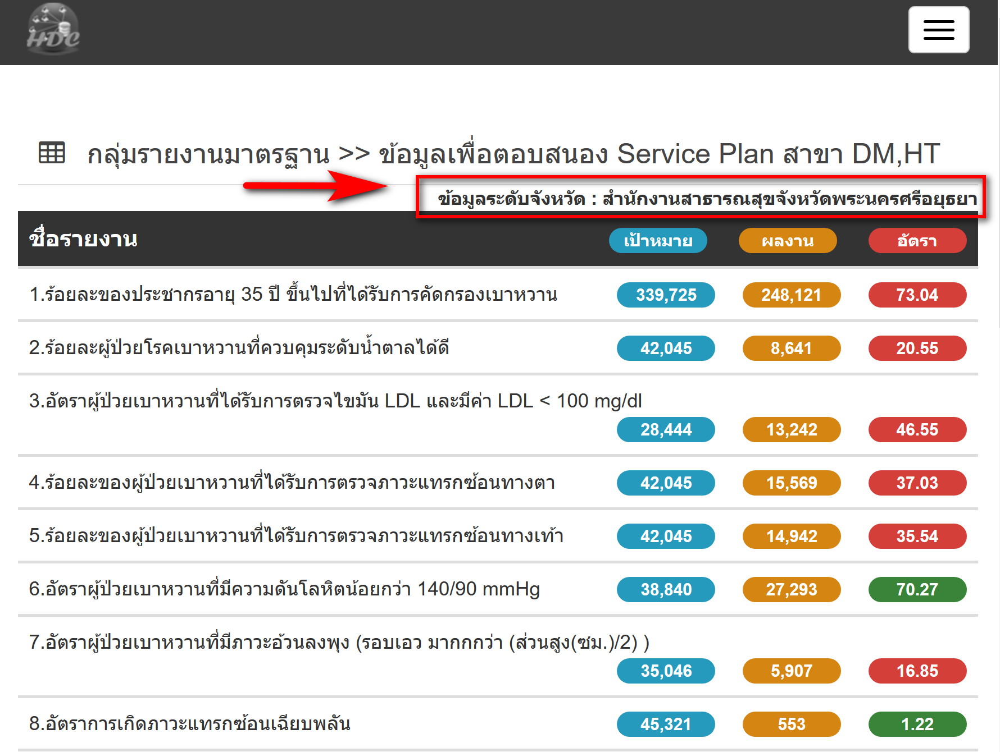 HDC
กลุ่มรายงานมาตรฐาน >> ข้อมูลเพื่อตอบสนอง Service Plan สาขา DM,HT
ข้อมูลระดับจังหวัด : สำนักงานสาธารณสุขจังหวัดพระนครศรีอยุธยา
ชื่อรายงาน เป้าหมาย ผลงาน อัตรา
1.ร้อยละของประชากรอายุ 35 ปี ขึ้นไปที่ได้รับการคัดกรองเบาหวาน 339,725 248,121 73.04
2.ร้อยละผู้ป่วยโรคเบาหวานที่ควบคุมระดับน้ำตาลได้ดี 42,045 8,641 20.55
3.อัตราผู้ป่วยเบาหวานที่ได้รับการตรวจไขมัน LDL และมีค่า LDL < 100 mg/dl
28,444 13,242 46.55
4.ร้อยละของผู้ป่วยเบาหวานที่ได้รับการตรวจภาวะแทรกซ้อนทางตา 42,045 15,569 37.03
5.ร้อยละของผู้ป่วยเบาหวานที่ได้รับการตรวจภาวะแทรกซ้อนทางเท้า 42,045 14,942 35.54
6.อัตราผู้ป่วยเบาหวานที่มีความดันโลหิตน้อยกว่า 140/90 mmHg 38,840 27,293 70.27
7.อัตราผู้ป่วยเบาหวานที่มีภาวะอ้วนลงพุง (รอบเอว มากกกว่า (ส่วนสูง(ซม.)/2) )
35,046 5,907 16.85
8.อัตราการเกิดภาวะแทรกซ้อนเฉียบพลัน 45,321 553 1.22